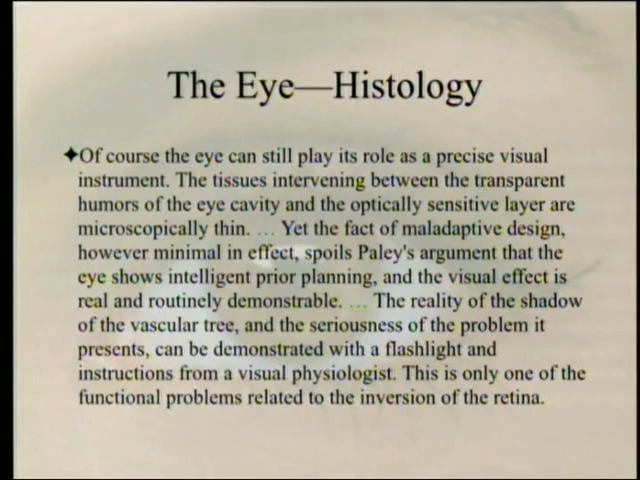 The Eye—Histology
✦Of course the eye can still play its role as a precise visual
instrument. The tissues intervening between the transparent
humors of the eye cavity and the optically sensitive layer are
microscopically thin. … Yet the fact of maladaptive design,
however minimal in effect, spoils Paley's argument that the
eye shows intelligent prior planning, and the visual effect is
real and routinely demonstrable. … The reality of the shadow
of the vascular tree, and the seriousness of the problem it
presents, can be demonstrated with a flashlight and
instructions from a visual physiologist. This is only one of the
functional problems related to the inversion of the retina.